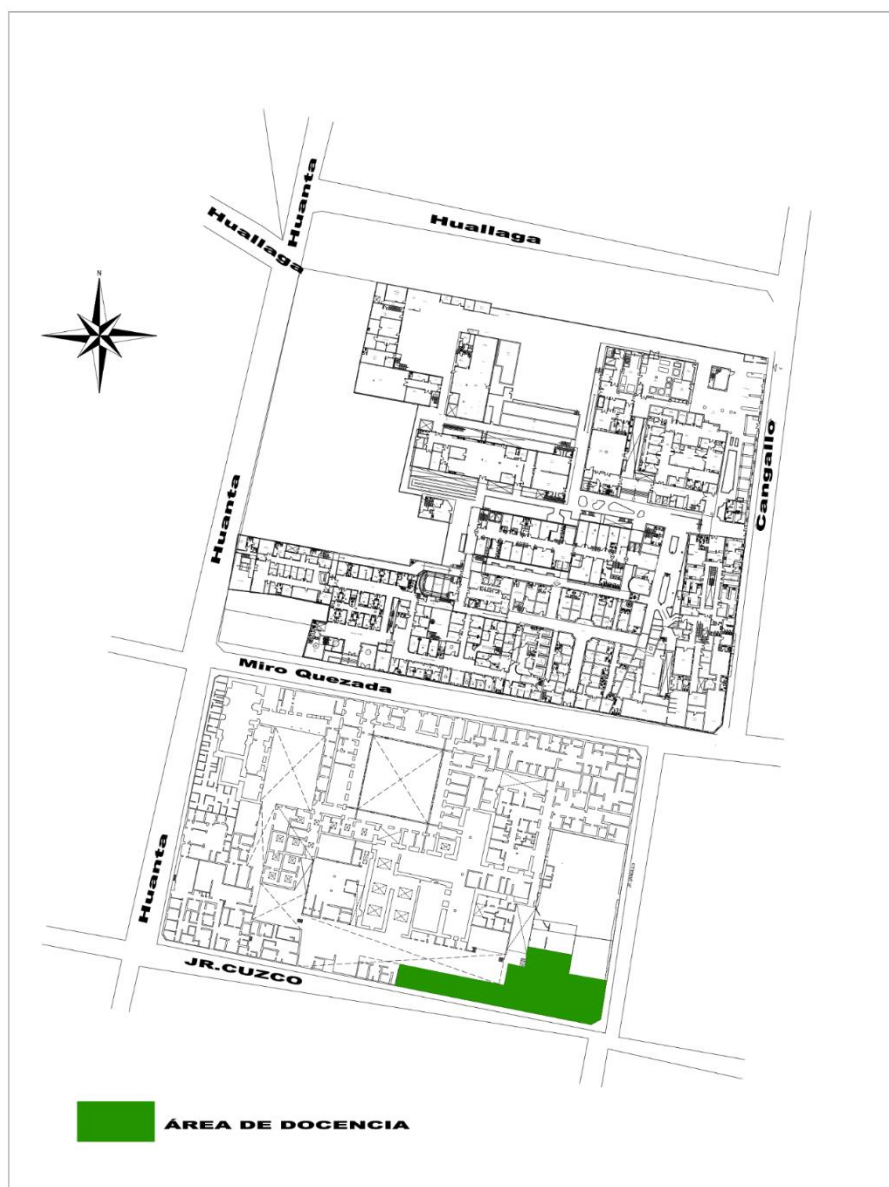 Huanta
Huallaga
Huallaga
N
Cangallo
Huanta
Miro Quezada
Huanta
JR.CUZCO
ÁREA DE DOCENCIA